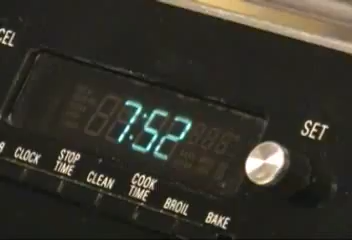 CEL
7:52
SET
CLOCK
STOP
TIME
CLEAN
COOK
TIME
BROIL
BAKE